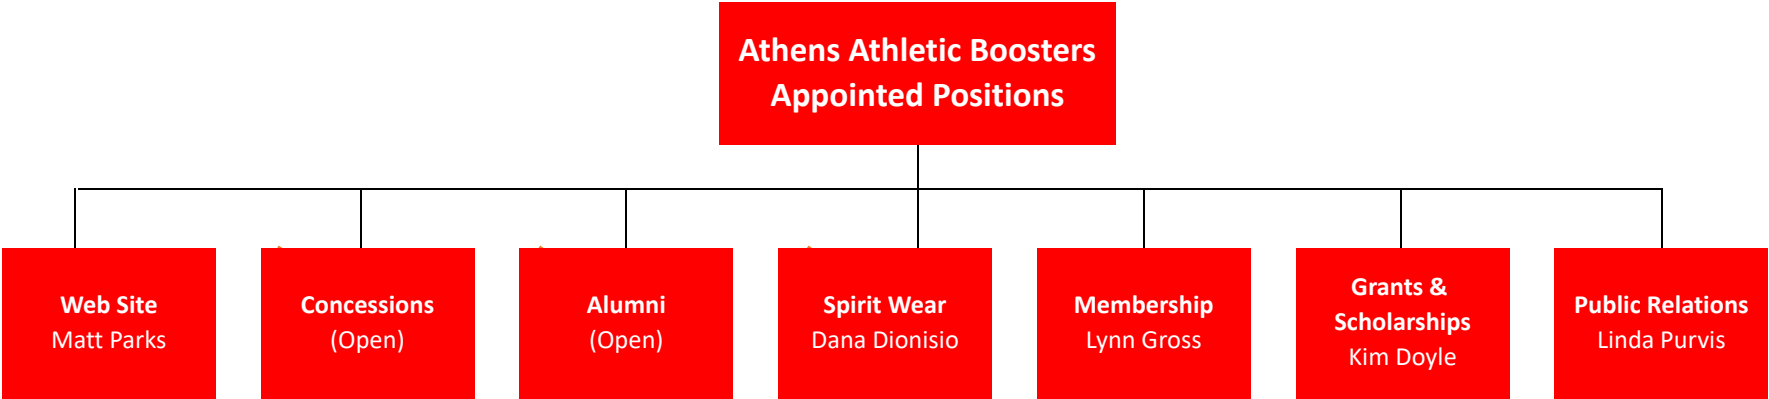 Athens Athletic Boosters
Appointed Positions
Web Site
Matt Parks
Concessions
(Open)
Alumni
(Open)
Spirit Wear
Dana Dionisio
Membership
Lynn Gross
Grants &
Scholarships
Kim Doyle
Public Relations
Linda Purvis